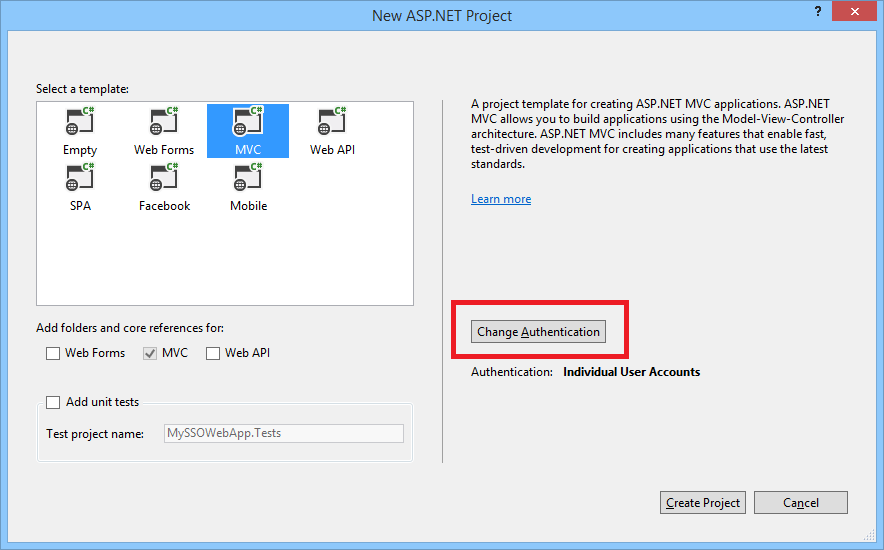 New ASP.NET Project
?
Select a template:
C# C# C# C#
Empty Web Forms MVC Web API
C# C# C#
SPA Facebook Mobile
A project template for creating ASP.NET MVC applications. ASP.NET
MVC allows you to build applications using the Model-View-Controller
architecture. ASP.NET MVC includes many features that enable fast,
test-driven development for creating applications that use the latest
standards.
Learn more
Add folders and core references for:
Web Forms MVC Web API
Add unit tests
Test project name: MySSOWebApp.Tests
Change Authentication
Authentication: Individual User Accounts
Create Project Cancel